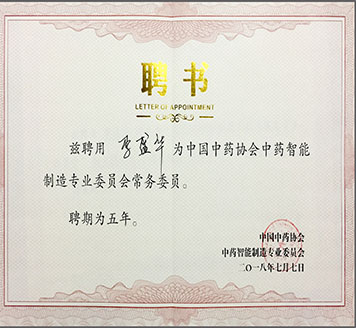 聘书
LETTER OF APPOINTMENT
兹聘用 李盈华 为中国中药协会中药智能
制造专业委员会常务委员。
聘期为五年。
中国中药协会
中药智能制造专业委员会
二〇一八年七月七日